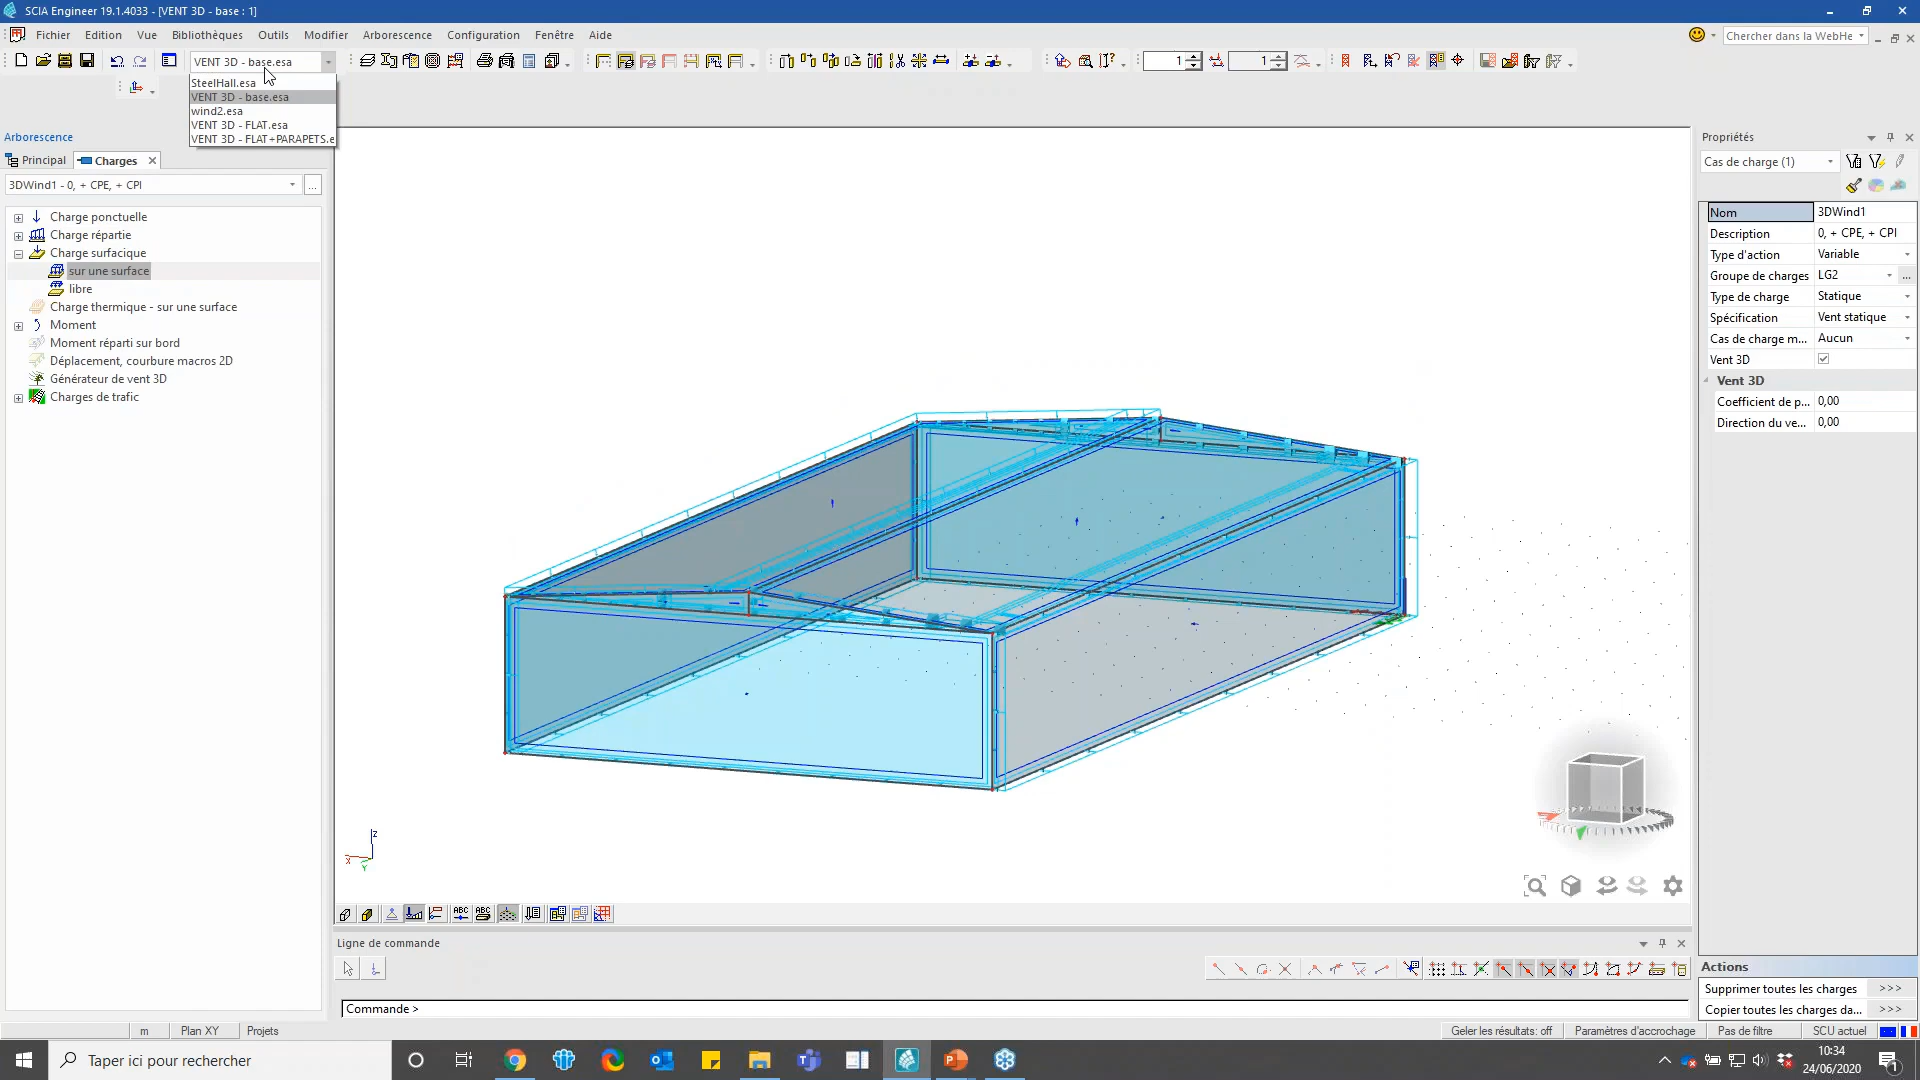 SCIA Engineer 19.1.4033 - [VENT 3D - base : 1]
Fichier Edition Vue Bibliothèques Outils Modifier Arborescence Configuration Fenêtre Aide
Chercher dans la WebHe
VENT 3D - base.esa
1
1
SteelHall.esa
VENT 3D - base.esa
wind2.esa
VENT 3D - FLAT.esa
VENT 3D - FLAT+PARAPETS.e
Arborescence
Principal
Charges
3DWind1 - 0, + CPE, + CPI
...
Charge ponctuelle
Charge répartie
Charge surfacique
sur une surface
libre
Charge thermique - sur une surface
Moment
Moment réparti sur bord
Déplacement, courbure macros 2D
Générateur de vent 3D
Charges de trafic
Z
X
Y
Propriétés
Cas de charge (1)
Nom 3DWind1
Description 0, + CPE, + CPI
Type d'action Variable
Groupe de charges LG2 ...
Type de charge Statique
Spécification Vent statique
Cas de charge m... Aucun
Vent 3D
Vent 3D
Coefficient de p... 0,00
Direction du ve... 0,00
ABC ABC
Ligne de commande
Commande >
Actions
Supprimer toutes les charges >>>
Copier toutes les charges da... >>>
m Plan XY Projets
Geler les résultats: off Paramètres d'accrochage Pas de filtre SCU actuel
Taper ici pour rechercher
10:34
24/06/2020
1